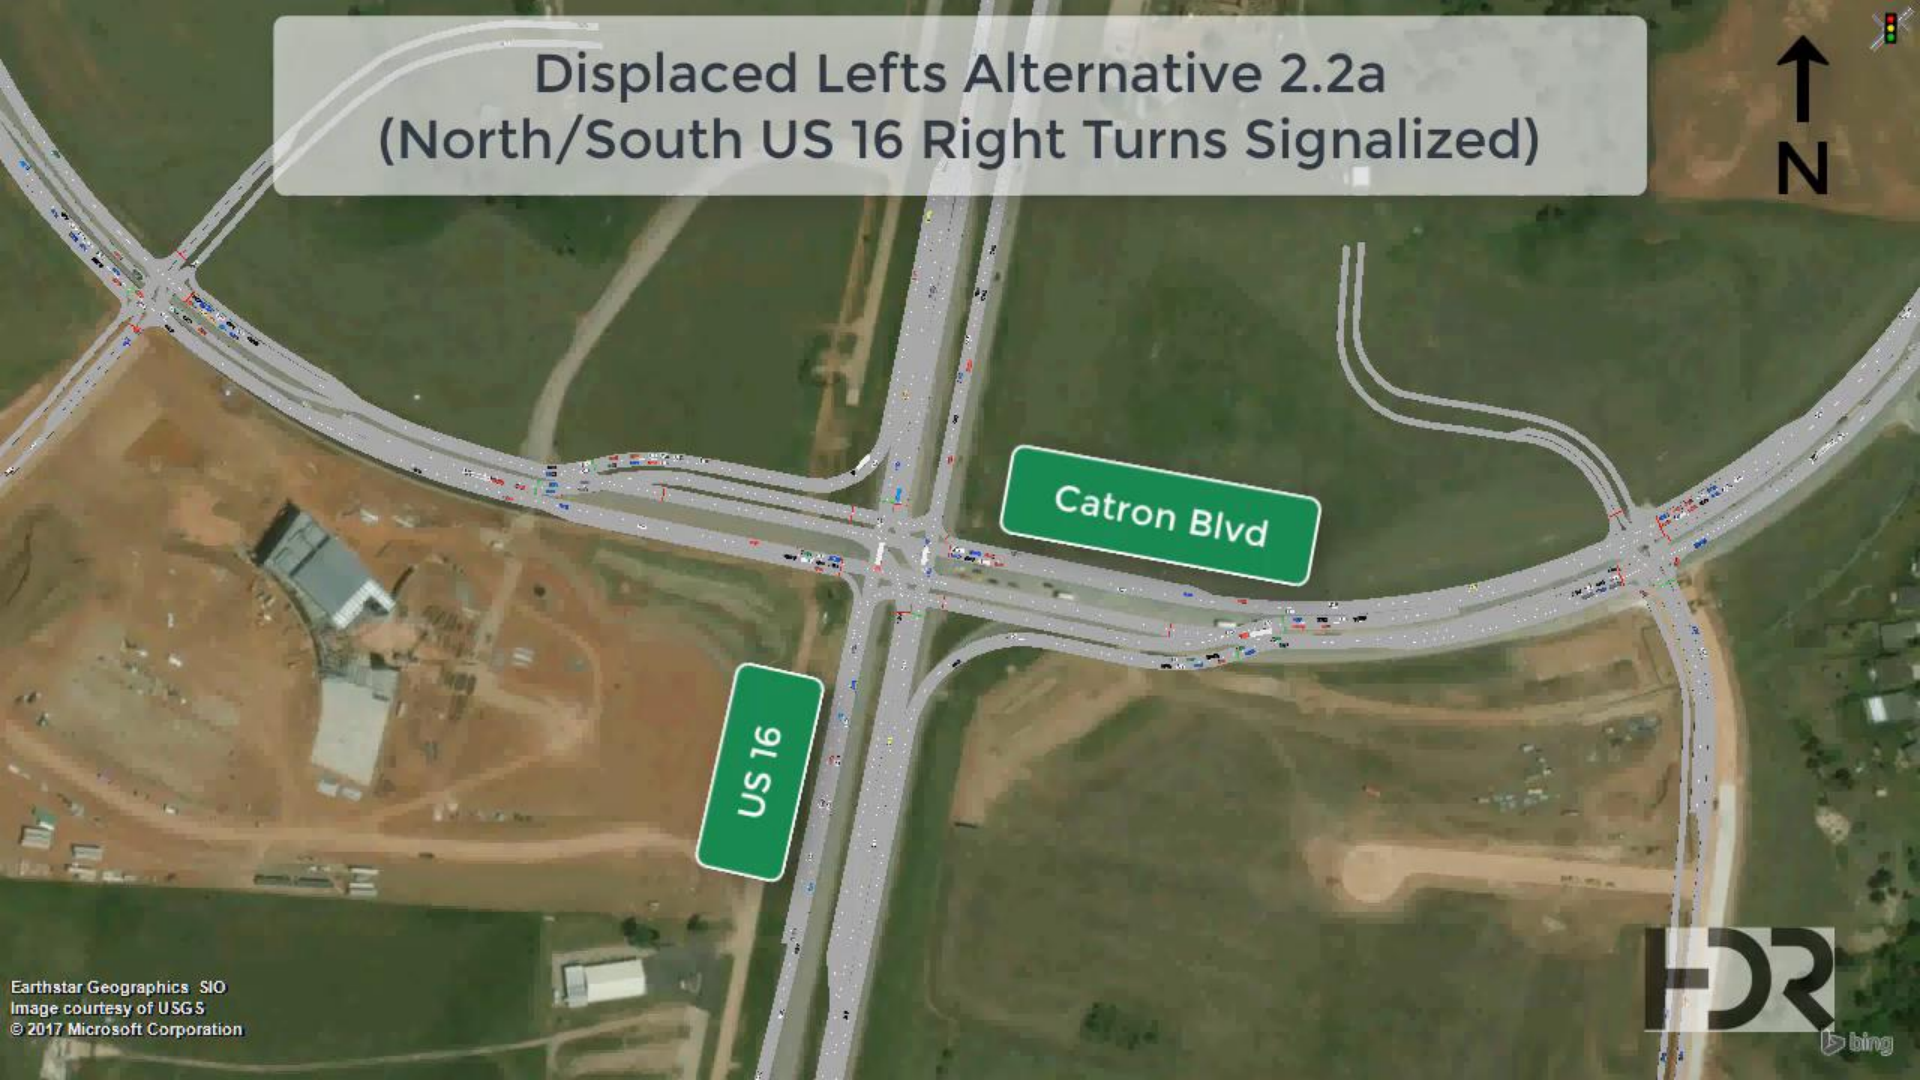 Displaced Lefts Alternative 2.2a
(North/South US 16 Right Turns Signalized)
N
Catron Blvd
US 16
Earthstar Geographics SIO
Image courtesy of USGS
© 2017 Microsoft Corporation
HDR
bing